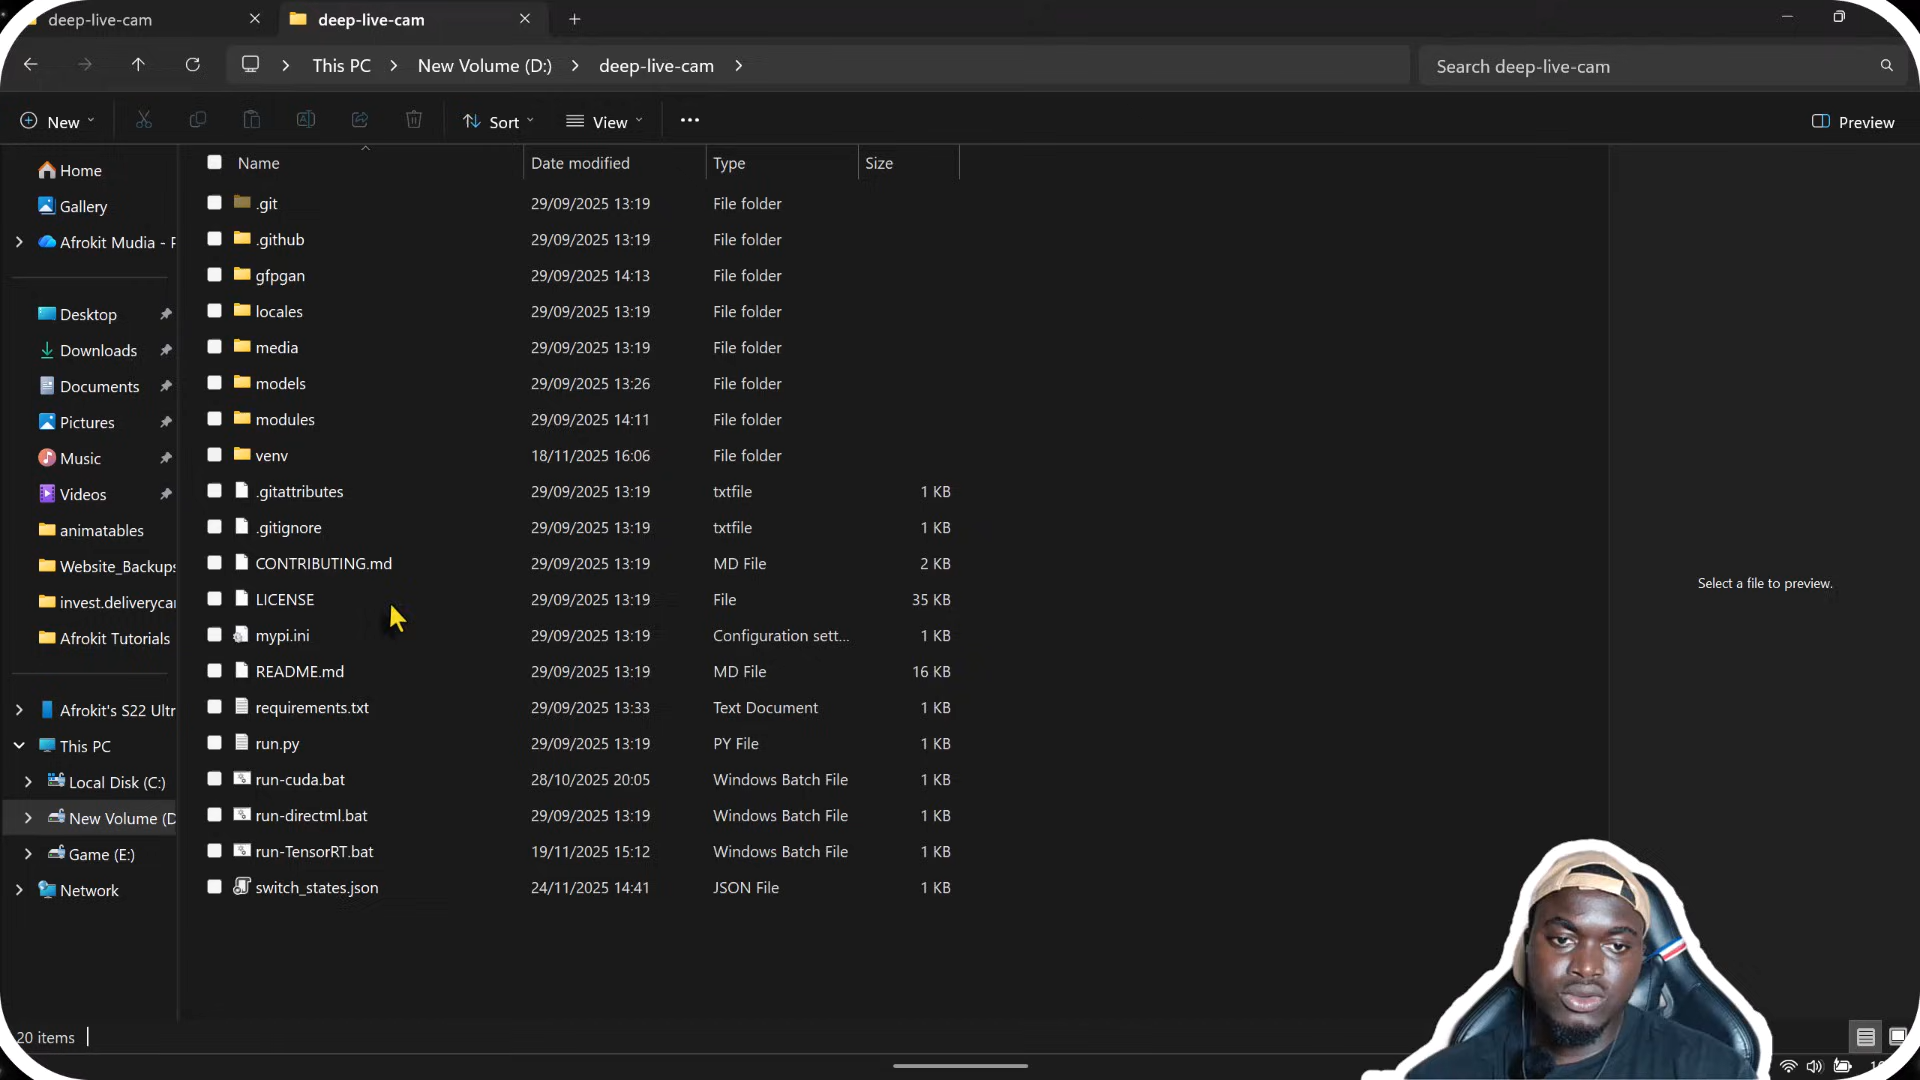 deep-live-cam
deep-live-cam
This PC
New Volume (D:)
deep-live-cam
Search deep-live-cam
New
Sort
View
Preview
Name
Date modified
Type
Size
Home
Gallery
Afrokit Mudia -
Desktop
Downloads
Documents
Pictures
Music
Videos
animatables
Website_Backups
invest.deliverycar
Afrokit Tutorials
Afrokit's S22 Ultr
This PC
Local Disk (C:)
New Volume (D
Game (E:)
Network
.git 29/09/2025 13:19 File folder
.github 29/09/2025 13:19 File folder
gfpgan 29/09/2025 14:13 File folder
locales 29/09/2025 13:19 File folder
media 29/09/2025 13:19 File folder
models 29/09/2025 13:26 File folder
modules 29/09/2025 14:11 File folder
venv 18/11/2025 16:06 File folder
.gitattributes 29/09/2025 13:19 txtfile 1 KB
.gitignore 29/09/2025 13:19 txtfile 1 KB
CONTRIBUTING.md 29/09/2025 13:19 MD File 2 KB
LICENSE 29/09/2025 13:19 File 35 KB
mypi.ini 29/09/2025 13:19 Configuration sett... 1 KB
README.md 29/09/2025 13:19 MD File 16 KB
requirements.txt 29/09/2025 13:33 Text Document 1 KB
run.py 29/09/2025 13:19 PY File 1 KB
run-cuda.bat 28/10/2025 20:05 Windows Batch File 1 KB
run-directml.bat 29/09/2025 13:19 Windows Batch File 1 KB
run-TensorRT.bat 19/11/2025 15:12 Windows Batch File 1 KB
switch_states.json 24/11/2025 14:41 JSON File 1 KB
Select a file to preview.
20 items